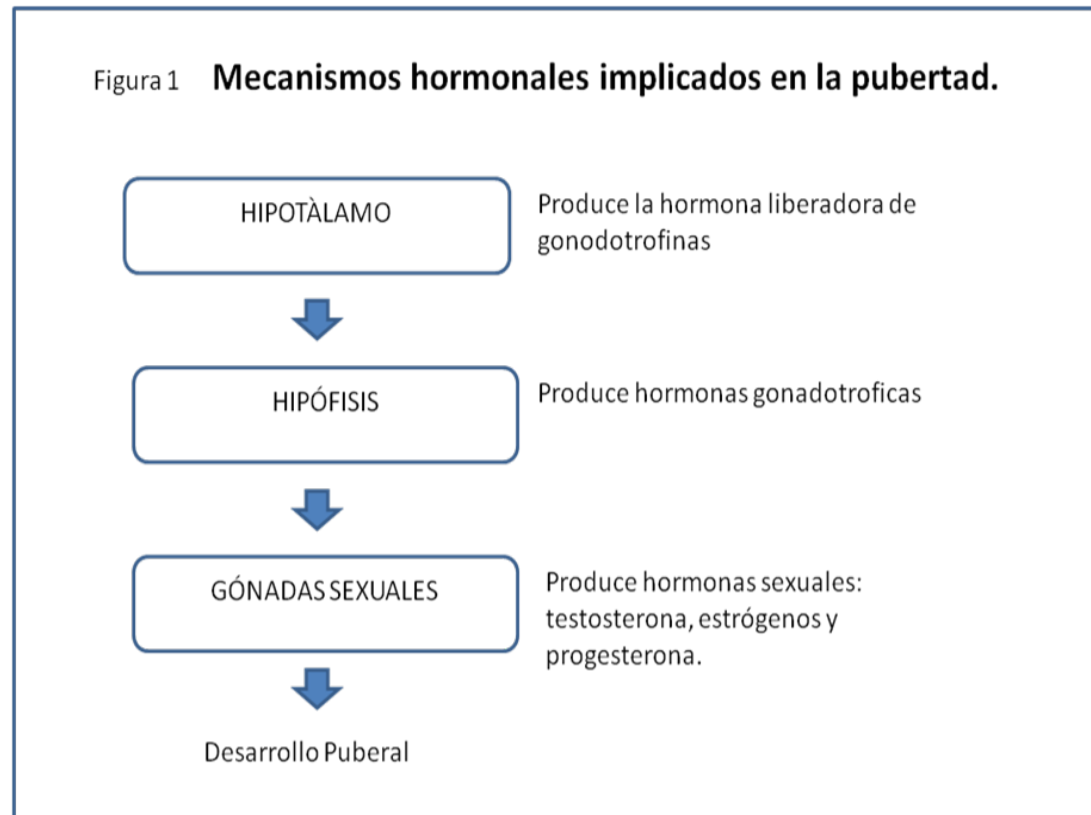 Figura 1 Mecanismos hormonales implicados en la pubertad.
HIPOTÀLAMO
Produce la hormona liberadora de
gonodotrofinas
HIPÓFISIS
Produce hormonas gonadotroficas
GÓNADAS SEXUALES
Produce hormonas sexuales:
testosterona, estrógenos y
progesterona.
Desarrollo Puberal